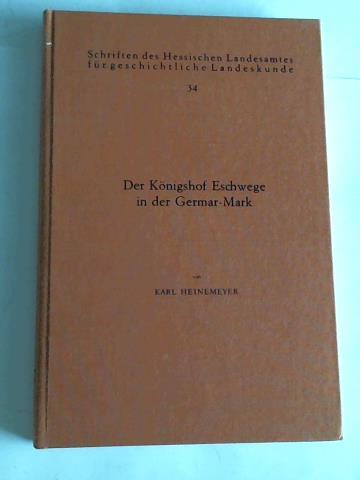 Schriften des Hessischen Landesamtes
für geschichtliche Landeskunde
34
Der Königshof Eschwege
in der Germar-Mark
von
KARL HEINEMEYER